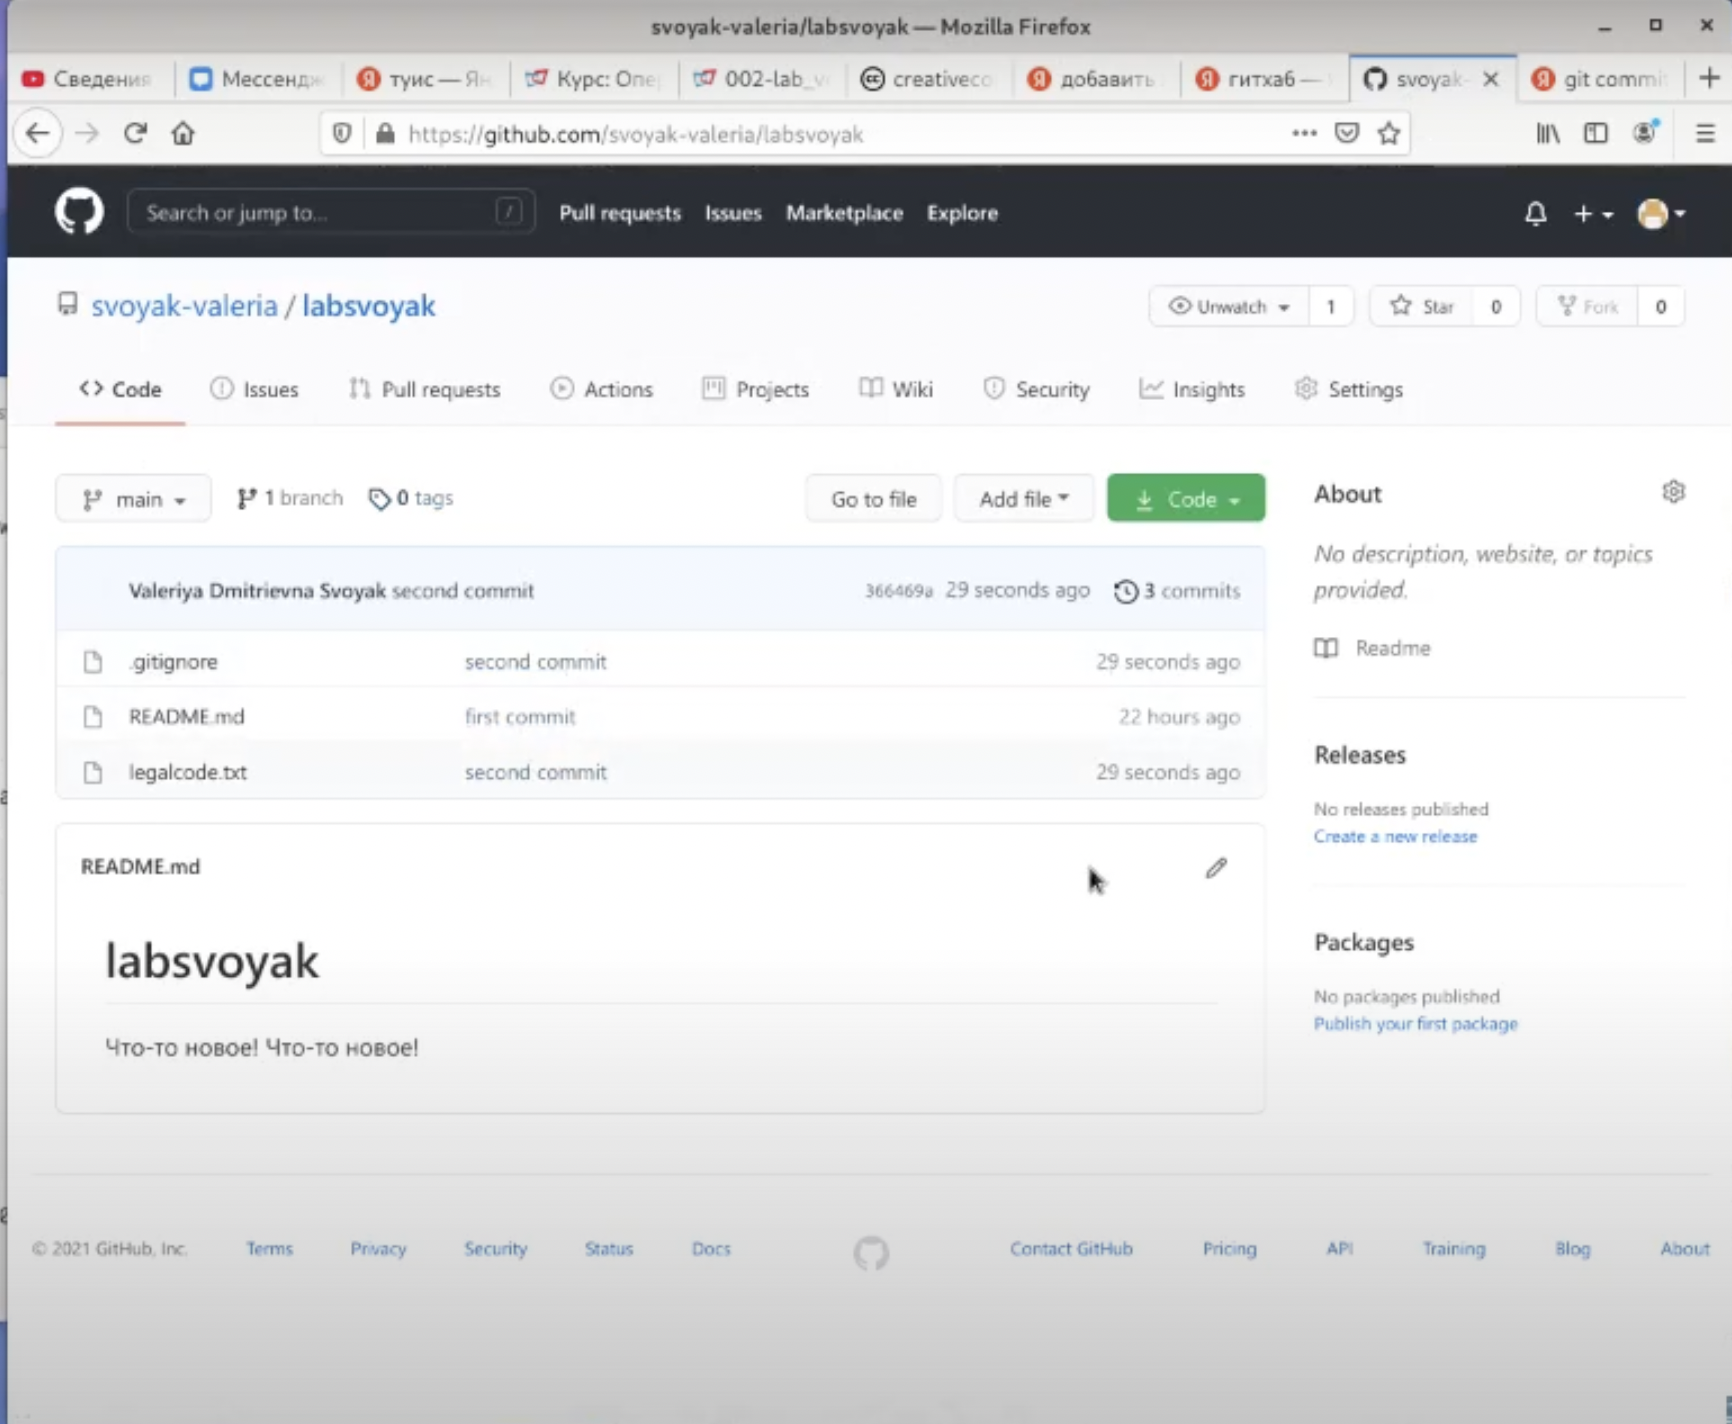 svoyak-valeria/labsvoyak — Mozilla Firefox
Сведения Мессендж туис — Ян Курс: Опе 002-lab_v creativeco добавить гитхаб — svoyak- git commi
https://github.com/svoyak-valeria/labsvoyak
Search or jump to... / Pull requests Issues Marketplace Explore
svoyak-valeria / labsvoyak Unwatch 1 Star 0 Fork 0
Code Issues Pull requests Actions Projects Wiki Security Insights Settings
main 1 branch 0 tags Go to file Add file Code
About
No description, website, or topics
provided.
Readme
Valeriya Dmitrievna Svoyak second commit 366469a 29 seconds ago 3 commits
.gitignore second commit 29 seconds ago
README.md first commit 22 hours ago
legalcode.txt second commit 29 seconds ago
Releases
No releases published
Create a new release
README.md
labsvoyak
Что-то новое! Что-то новое!
Packages
No packages published
Publish your first package
© 2021 GitHub, Inc. Terms Privacy Security Status Docs Contact GitHub Pricing API Training Blog About